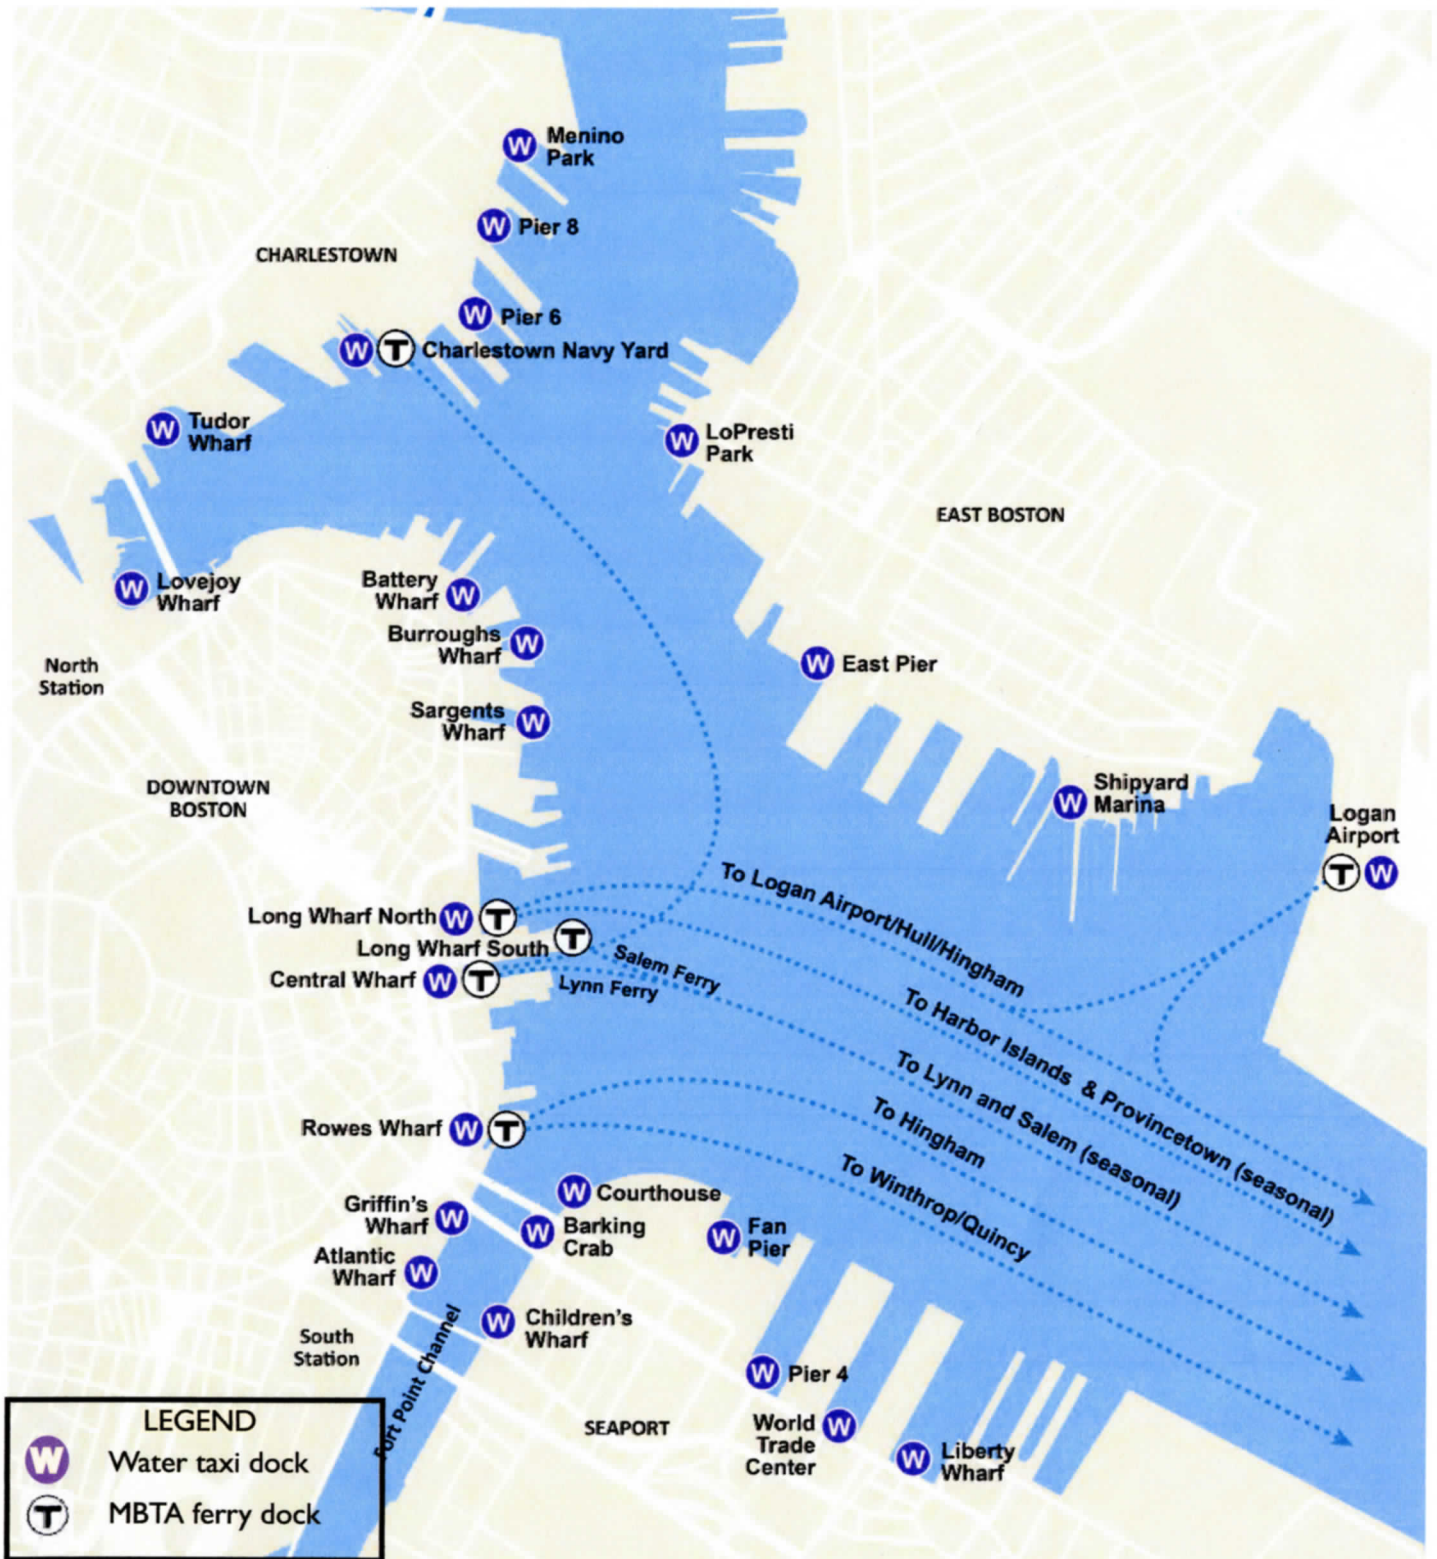 W Menino
Park
W Pier 8
CHARLESTOWN
W Pier 6
W T Charlestown Navy Yard
W Tudor
Wharf
W LoPresti
Park
EAST BOSTON
W Lovejoy
Wharf
Battery
Wharf W
Burroughs
Wharf W
North
Station
W East Pier
Sargents
Wharf W
DOWNTOWN
BOSTON
W Shipyard
Marina
Logan
Airport
T W
To Logan Airport/Hull/Hingham
Long Wharf North W T
Long Wharf South T
Central Wharf W T
Salem Ferry
Lynn Ferry
To Harbor Islands & Provincetown (seasonal)
To Lynn and Salem (seasonal)
To Hingham
To Winthrop/Quincy
Rowes Wharf W T
W Courthouse
Griffin's
Wharf W
W Barking
Crab
W Fan
Pier
Atlantic
Wharf W
W Children's
Wharf
South
Station
Fort Point Channel
W Pier 4
SEAPORT
World
Trade
Center W
W Liberty
Wharf
LEGEND
W Water taxi dock
T MBTA ferry dock